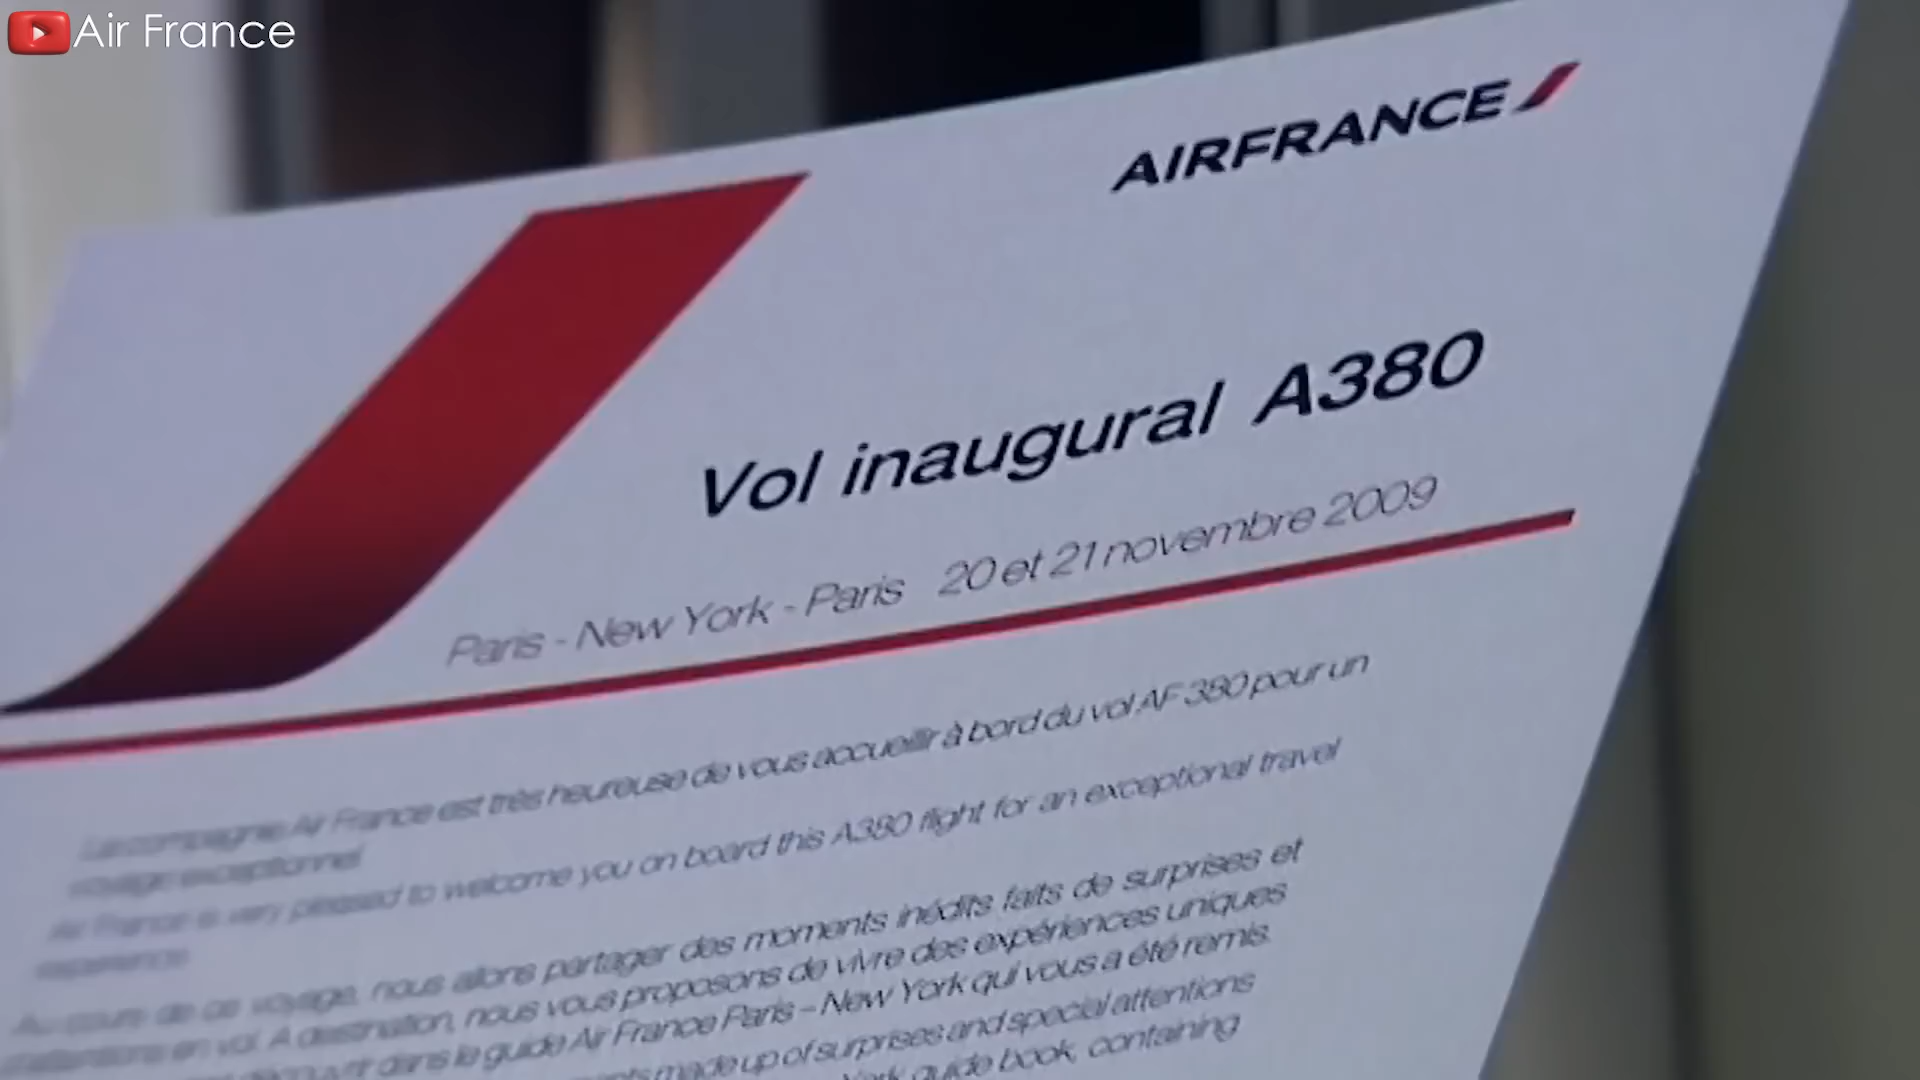 Air France
AIRFRANCE
Vol inaugural A380
Paris - New York - Paris 20 et 21 novembre 2009
La compagnie Air France est très heureuse de vous accueillir à bord du vol AF 380 pour un
voyage exceptionnel
Air France is very pleased to welcome you on board this A380 flight for an exceptional travel
experience.
Au cours de ce voyage, nous allons partager des moments inédits faits de surprises et
d'attentions en vol. A destination, nous vous proposons de vivre des expériences uniques
découvrir dans le guide Air France Paris - New York qui vous a été remis.
made up of surprises and special attentions
York guide book, containing